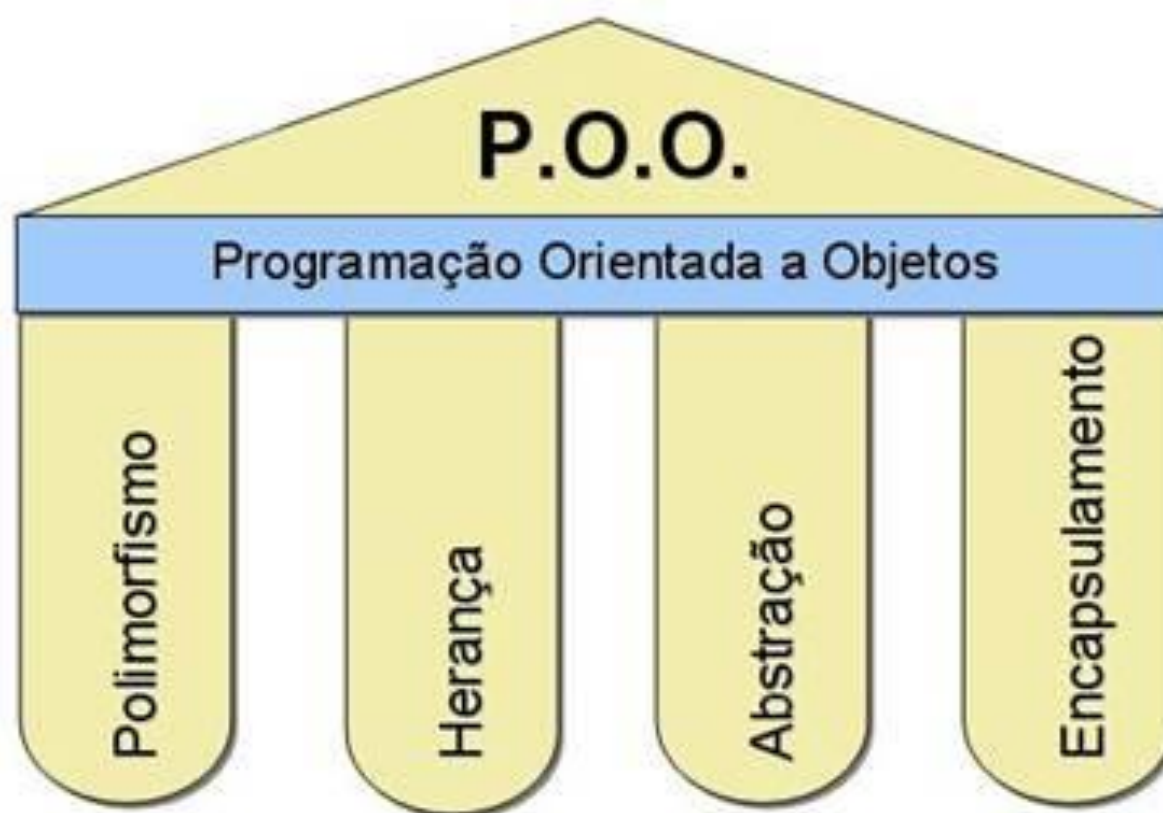 P.O.O.
Programação Orientada a Objetos
Polimorfismo
Herança
Abstração
Encapsulamento